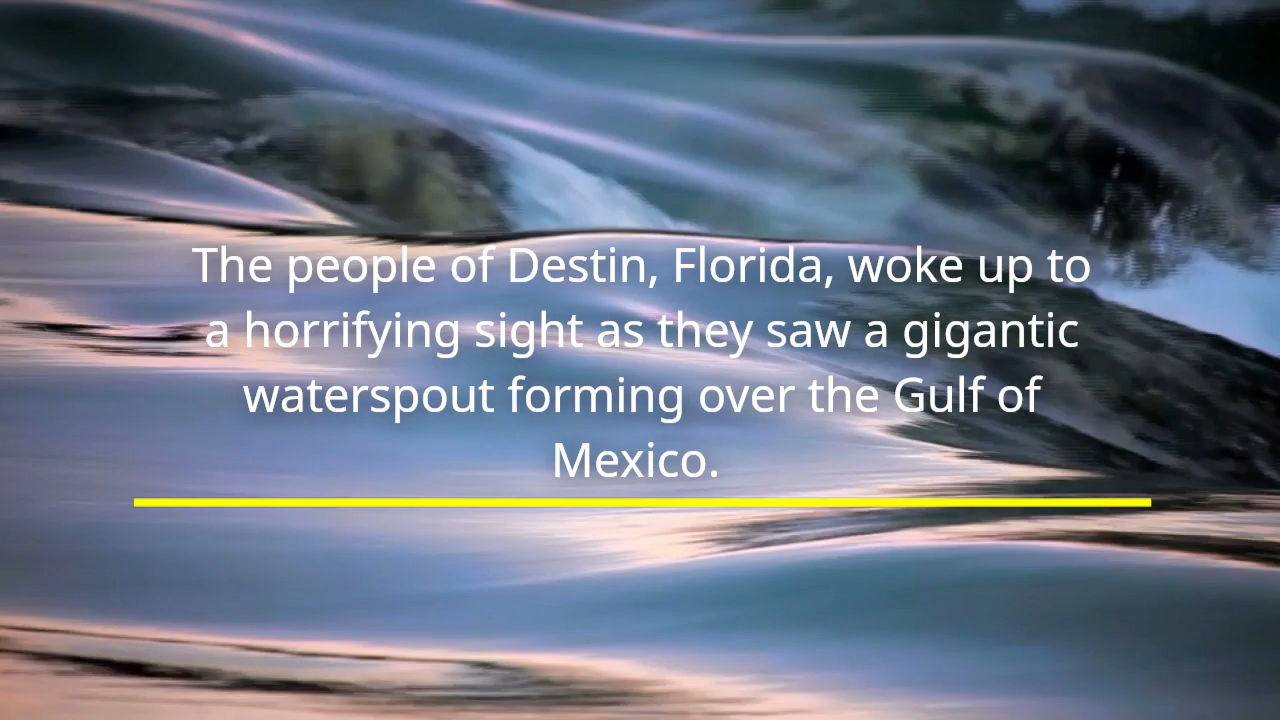 The people of Destin, Florida, woke up to
a horrifying sight as they saw a gigantic
waterspout forming over the Gulf of
Mexico.